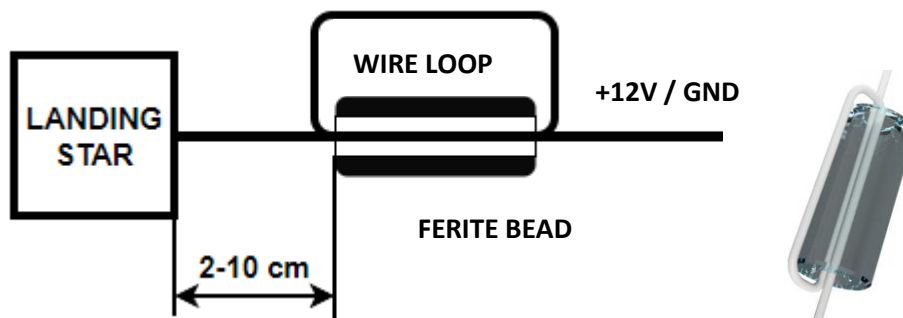 WIRE LOOP
+12V / GND
LANDING
STAR
FERITE BEAD
2-10 cm